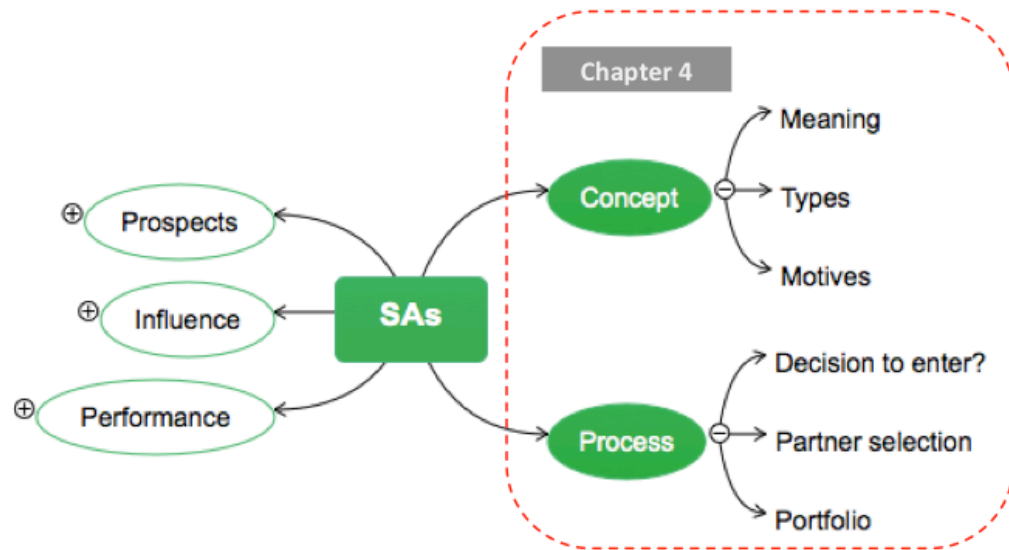 Chapter 4
Meaning
Concept
Types
Motives
Prospects
Influence
SAs
Performance
Decision to enter?
Process
Partner selection
Portfolio